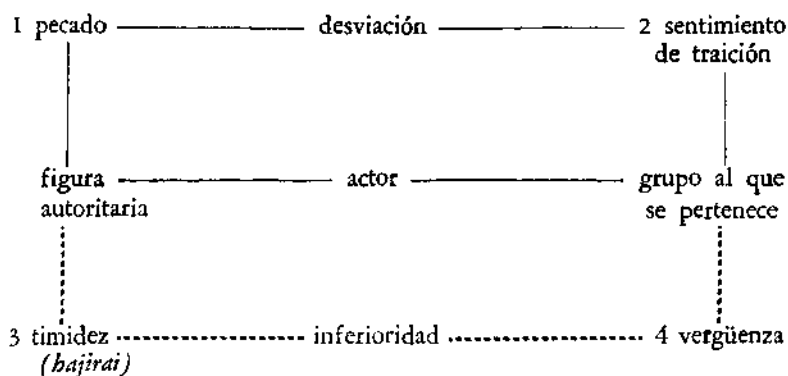 1 pecado desviación 2 sentimiento
de traición
figura actor grupo al que
autoritaria se pertenece
3 timidez inferioridad 4 vergüenza
(hajirai)